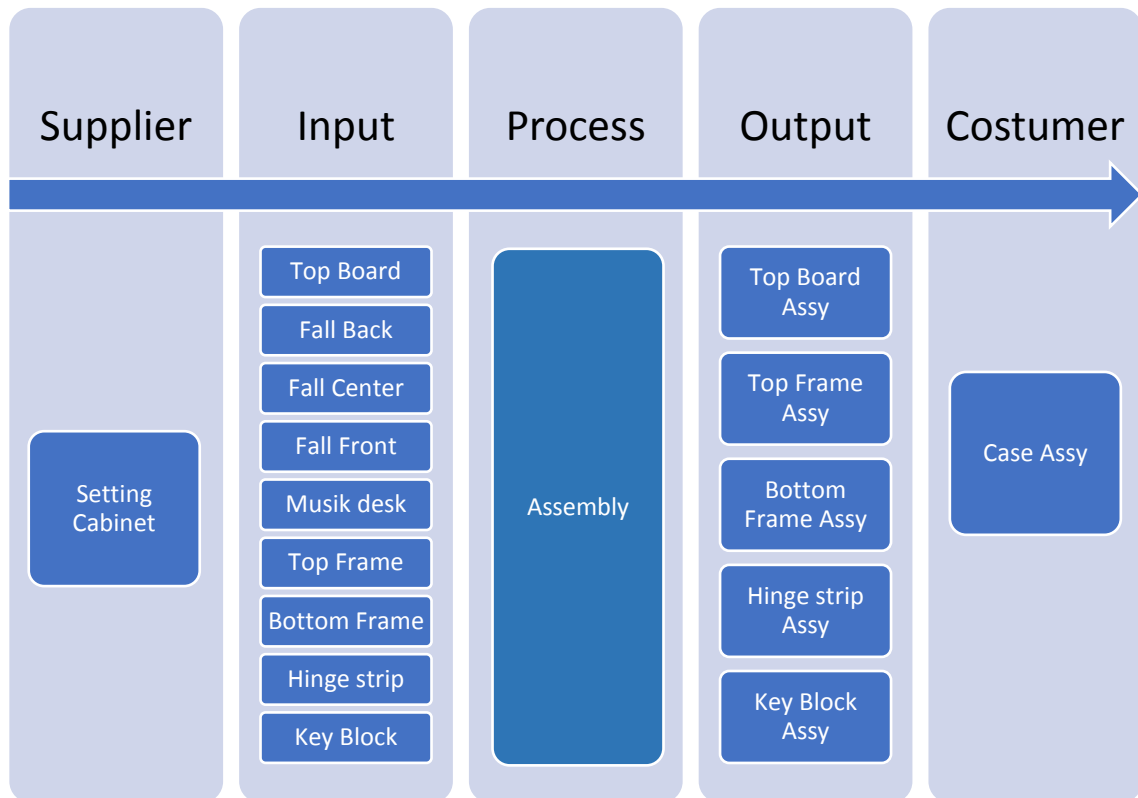 Supplier
Input
Process
Output
Costumer
Setting
Cabinet
Top Board
Fall Back
Fall Center
Fall Front
Musik desk
Top Frame
Bottom Frame
Hinge strip
Key Block
Assembly
Top Board
Assy
Top Frame
Assy
Bottom
Frame Assy
Hinge strip
Assy
Key Block
Assy
Case Assy